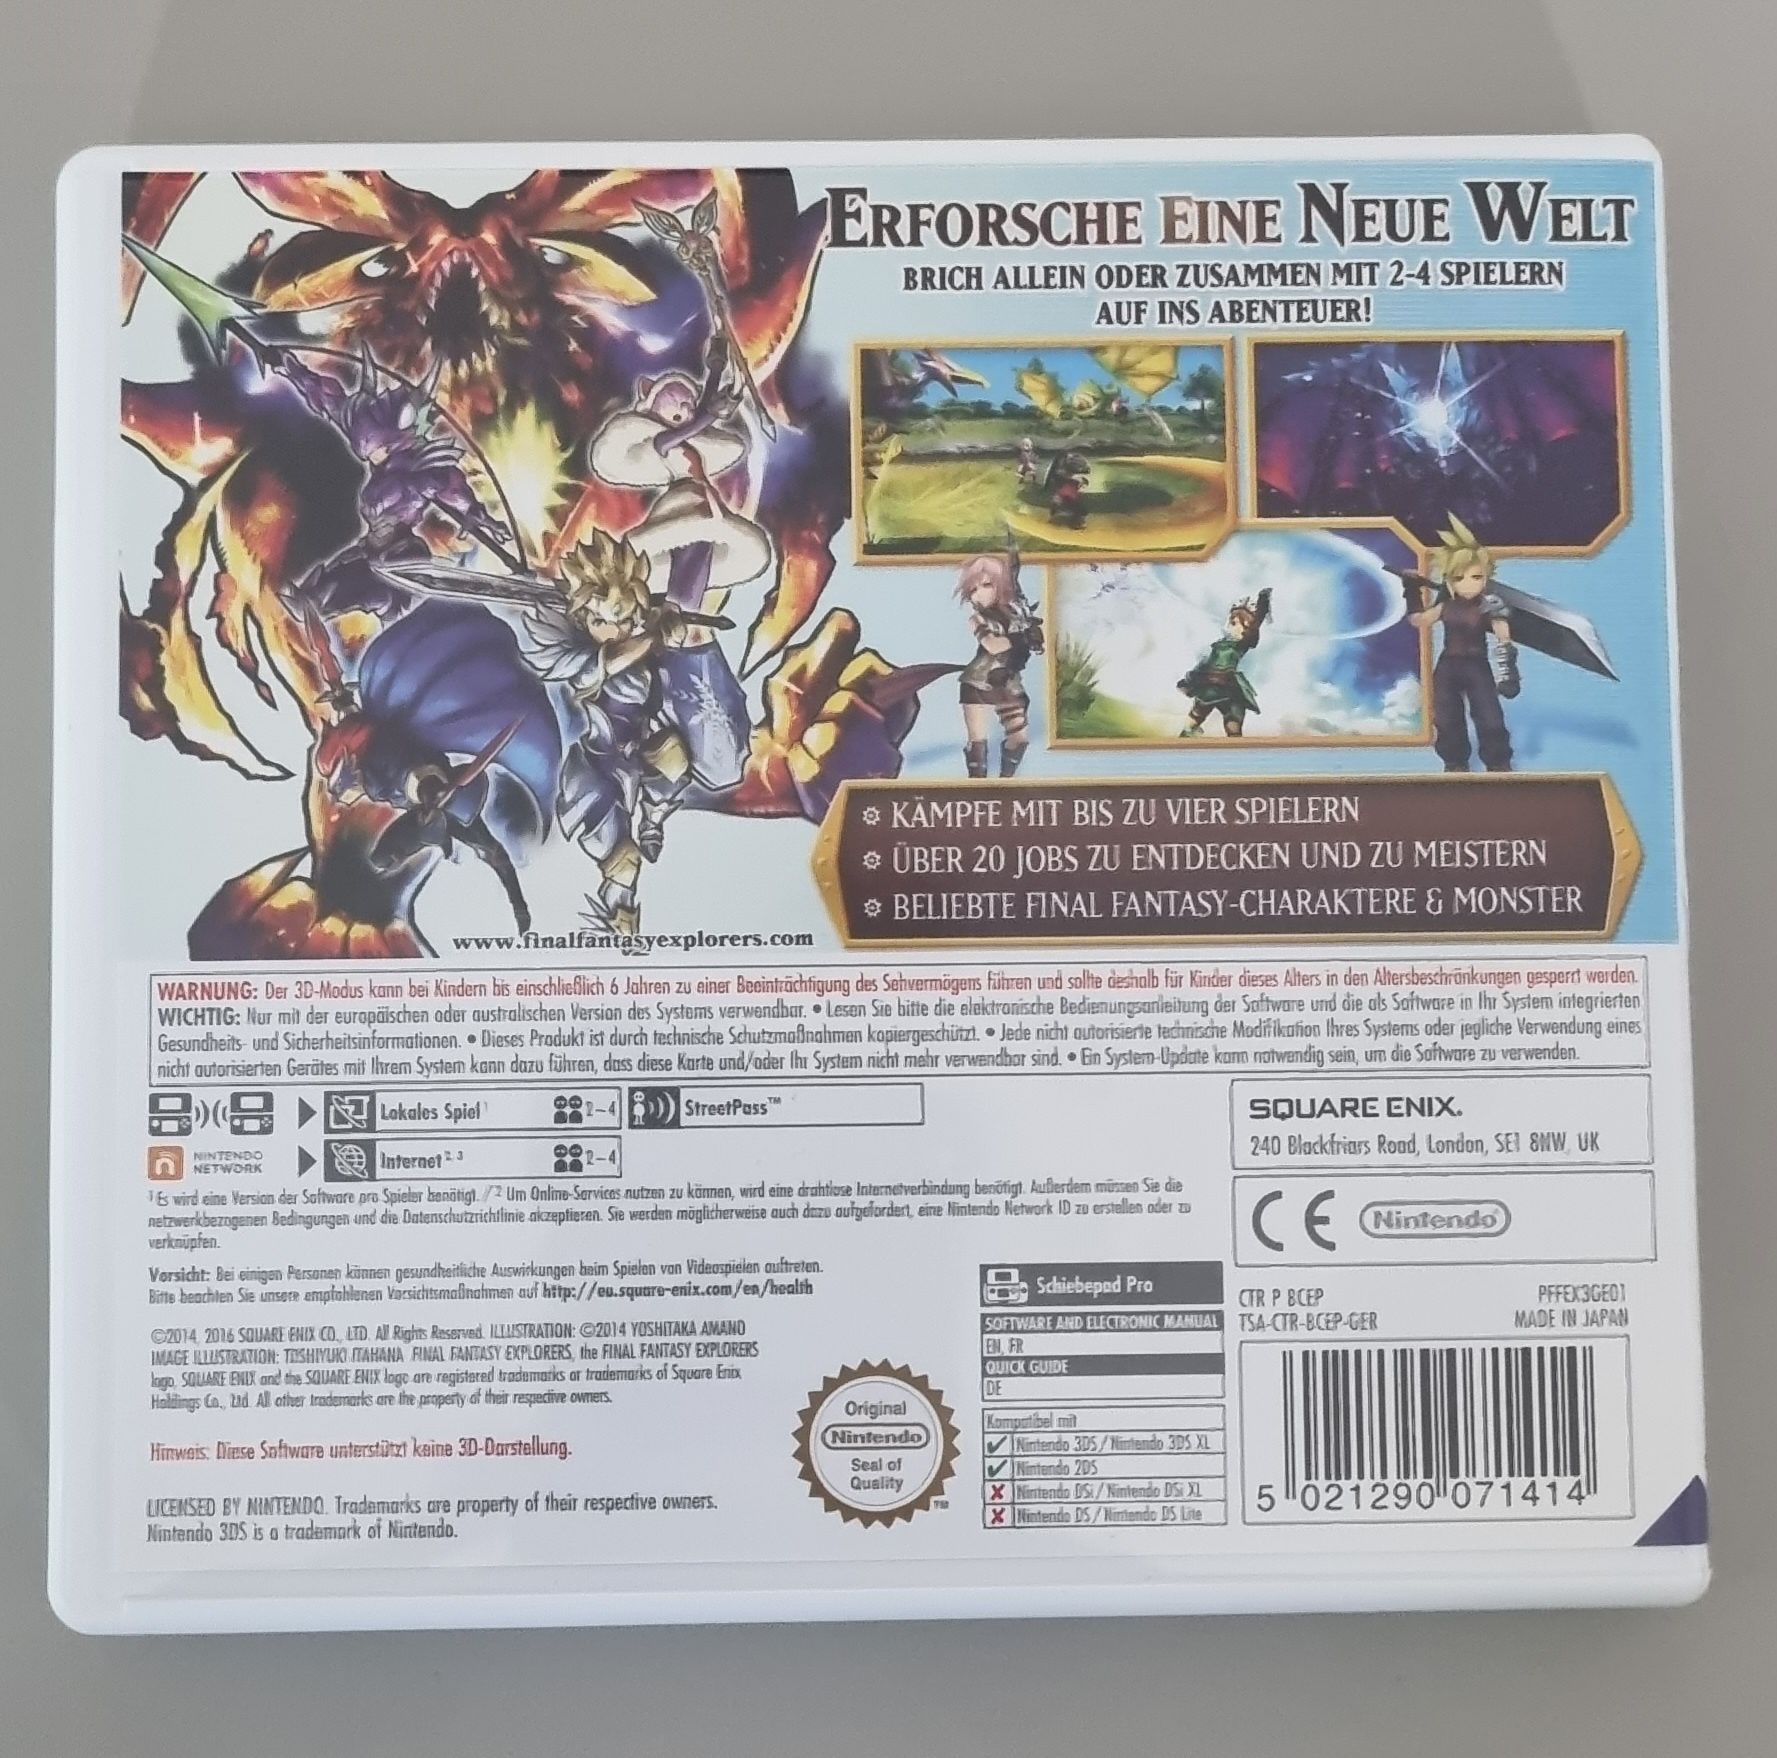 ERFORSCHE EINE NEUE WELT
BRICH ALLEIN ODER ZUSAMMEN MIT 2-4 SPIELERN
AUF INS ABENTEUER!
KÄMPFE MIT BIS ZU VIER SPIELERN
ÜBER 20 JOBS ZU ENTDECKEN UND ZU MEISTERN
BELIEBTE FINAL FANTASY-CHARAKTERE & MONSTER
www.finalfantasyexplorers.com
WARNUNG: Der 3D-Modus kann bei Kindern bis einschließlich 6 Jahren zu einer Beeinträchtigung des Sehvermögens führen und sollte deshalb für Kinder dieses Alters in den Altersbeschränkungen gesperrt werden.
WICHTIG: Nur mit der europäischen oder australischen Version des Systems verwendbar. • Lesen Sie bitte die elektronische Bedienungsanleitung der Software und die als Software in Ihr System integrierten
Gesundheits- und Sicherheitsinformationen. • Dieses Produkt ist durch technische Schutzmaßnahmen kopiergeschützt. • Jede nicht autorisierte technische Modifikation Ihres Systems oder jegliche Verwendung eines
nicht autorisierten Gerätes mit Ihrem System kann dazu führen, dass diese Karte und/oder Ihr System nicht mehr verwendbar sind. • Ein System-Update kann notwendig sein, um die Software zu verwenden.
Lokales Spiel¹ 2–4 StreetPass™
NINTENDO NETWORK Internet²,³ 2–4
¹ Es wird eine Version der Software pro Spieler benötigt. / ² Um Online-Services nutzen zu können, wird eine drahtlose Internetverbindung benötigt. Außerdem müssen Sie die
netzwerkbezogenen Bedingungen und die Datenschutzrichtlinie akzeptieren. Sie werden möglicherweise auch dazu aufgefordert, eine Nintendo Network ID zu erstellen oder zu
verknüpfen.
Vorsicht: Bei einigen Personen können gesundheitliche Auswirkungen beim Spielen von Videospielen auftreten.
Bitte beachten Sie unsere empfohlenen Vorsichtsmaßnahmen auf http://eu.square-enix.com/en/health
©2014, 2016 SQUARE ENIX CO., LTD. All Rights Reserved. ILLUSTRATION: ©2014 YOSHITAKA AMANO
IMAGE ILLUSTRATION: TOSHIYUKI ITAHANA FINAL FANTASY EXPLORERS, the FINAL FANTASY EXPLORERS
logo, SQUARE ENIX and the SQUARE ENIX logo are registered trademarks or trademarks of Square Enix
Holdings Co., Ltd. All other trademarks are the property of their respective owners.
Hinweis: Diese Software unterstützt keine 3D-Darstellung.
LICENSED BY NINTENDO. Trademarks are property of their respective owners.
Nintendo 3DS is a trademark of Nintendo.
Original
Nintendo
Seal of
Quality
TM
Schiebepad Pro
SOFTWARE AND ELECTRONIC MANUAL
EN, FR
QUICK GUIDE
DE
Kompatibel mit
Nintendo 3DS / Nintendo 3DS XL
Nintendo 2DS
Nintendo DSi / Nintendo DSi XL
Nintendo DS / Nintendo DS Lite
SQUARE ENIX.
240 Blackfriars Road, London, SE1 8NW, UK
CE Nintendo
CTR P BCEP PFFEX3GE01
TSA-CTR-BCEP-GER MADE IN JAPAN
5 021290 071414